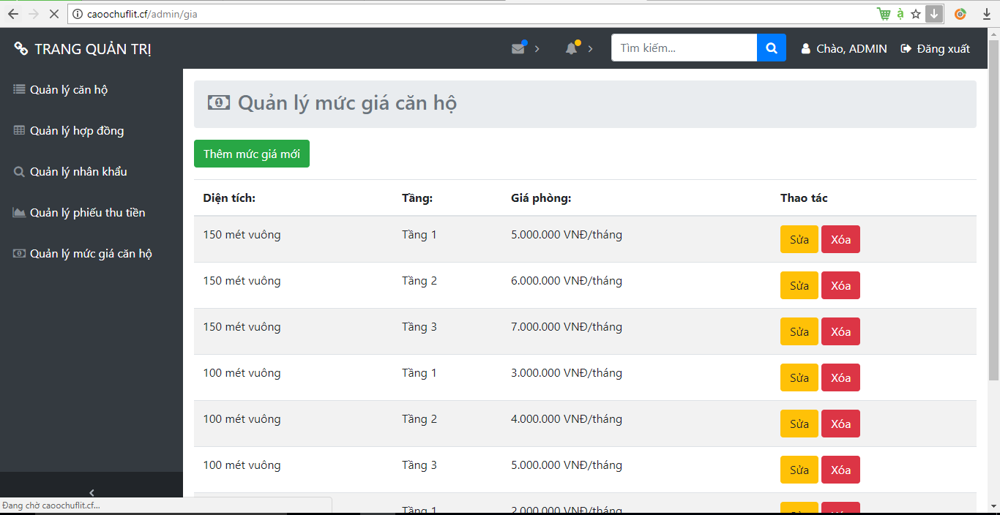 caoochuflit.cf/admin/gia
TRANG QUẢN TRỊ
Tìm kiếm...
Chào, ADMIN
Đăng xuất
Quản lý căn hộ
Quản lý hợp đồng
Quản lý nhân khẩu
Quản lý phiếu thu tiền
Quản lý mức giá căn hộ
Quản lý mức giá căn hộ
Thêm mức giá mới
Diện tích: Tầng: Giá phòng: Thao tác
150 mét vuông Tầng 1 5.000.000 VNĐ/tháng Sửa Xóa
150 mét vuông Tầng 2 6.000.000 VNĐ/tháng Sửa Xóa
150 mét vuông Tầng 3 7.000.000 VNĐ/tháng Sửa Xóa
100 mét vuông Tầng 1 3.000.000 VNĐ/tháng Sửa Xóa
100 mét vuông Tầng 2 4.000.000 VNĐ/tháng Sửa Xóa
100 mét vuông Tầng 3 5.000.000 VNĐ/tháng Sửa Xóa
Tầng 1 2.000.000 VNĐ/tháng
Đang chờ caoochuflit.cf...